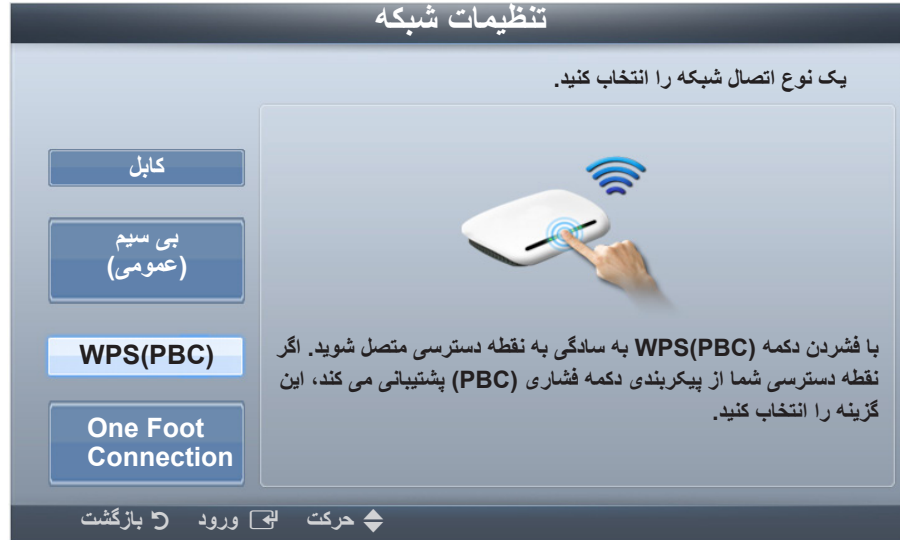 تنظیمات شبکه
یک نوع اتصال شبکه را انتخاب کنید.
کابل
بی سیم
(عمومی)
WPS(PBC)
One Foot
Connection
با فشردن دکمه WPS(PBC) به سادگی به نقطه دسترسی متصل شوید. اگر
نقطه دسترسی شما از پیکربندی دکمه فشاری (PBC) پشتیبانی می کند، این
گزینه را انتخاب کنید.
حرکت ورود بازگشت